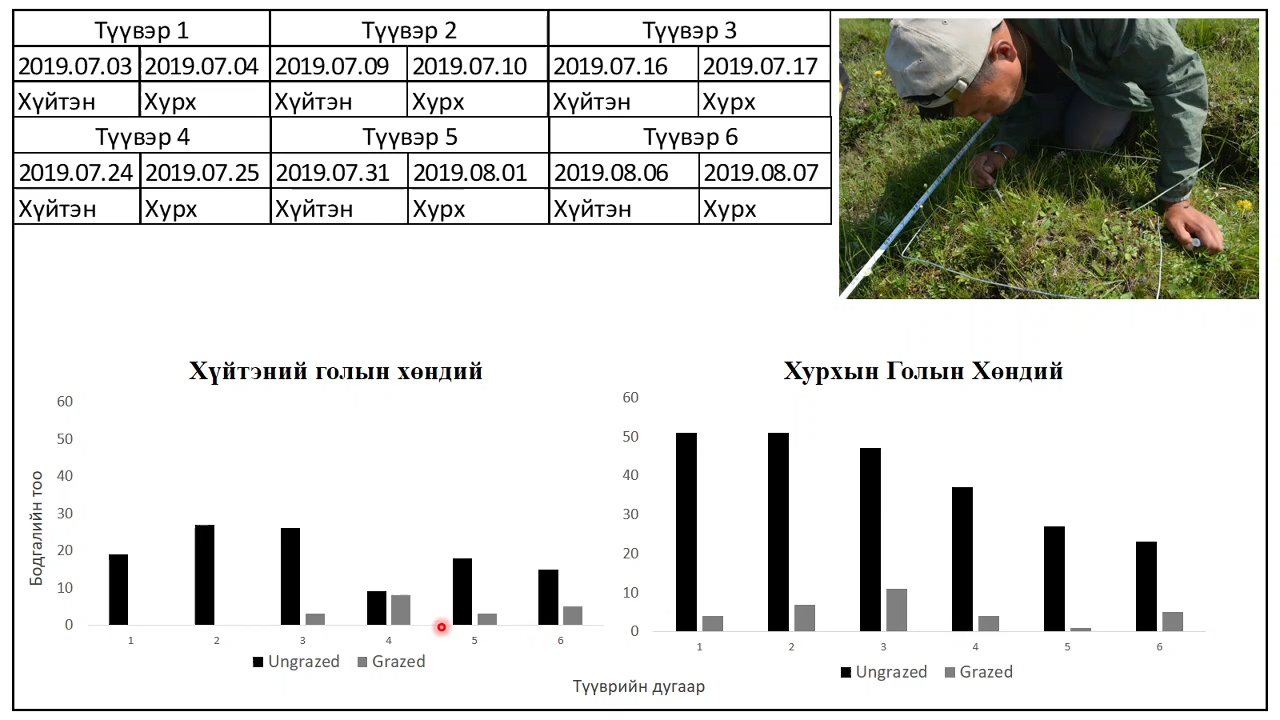 Түүвэр 1 Түүвэр 2 Түүвэр 3
2019.07.03 2019.07.04 2019.07.09 2019.07.10 2019.07.16 2019.07.17
Хүйтэн Хурх Хүйтэн Хурх Хүйтэн Хурх
Түүвэр 4 Түүвэр 5 Түүвэр 6
2019.07.24 2019.07.25 2019.07.31 2019.08.01 2019.08.06 2019.08.07
Хүйтэн Хурх Хүйтэн Хурх Хүйтэн Хурх
Хүйтэний голын хөндий
Бодгалийн тоо
60
50
40
30
20
10
0
1 2 3 4 5 6
Ungrazed Grazed
Хурхын Голын Хөндий
60
50
40
30
20
10
0
1 2 3 4 5 6
Ungrazed Grazed
Түүврийн дугаар